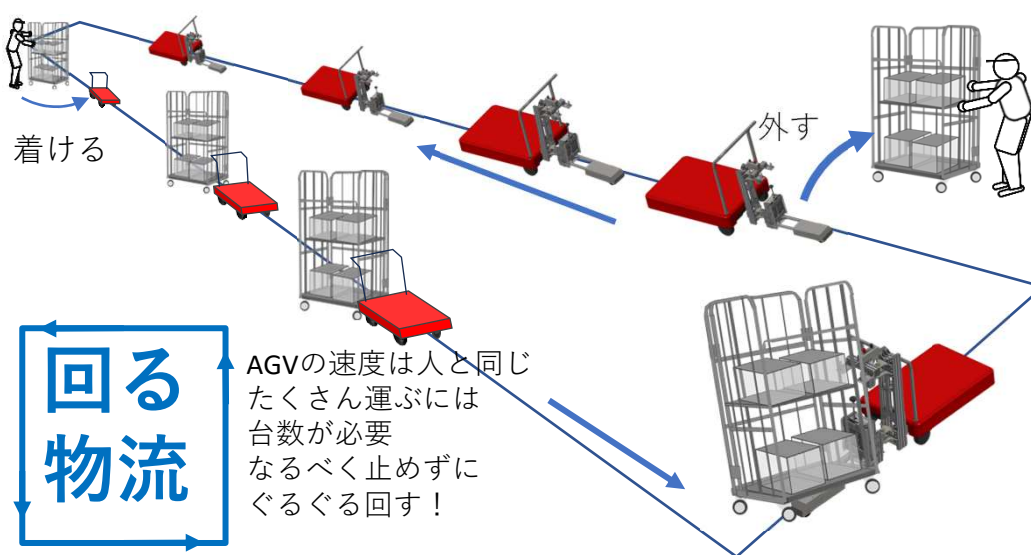 着ける
外す
回る
物流
AGVの速度は人と同じ
たくさん運ぶには
台数が必要
なるべく止めずに
ぐるぐる回す！